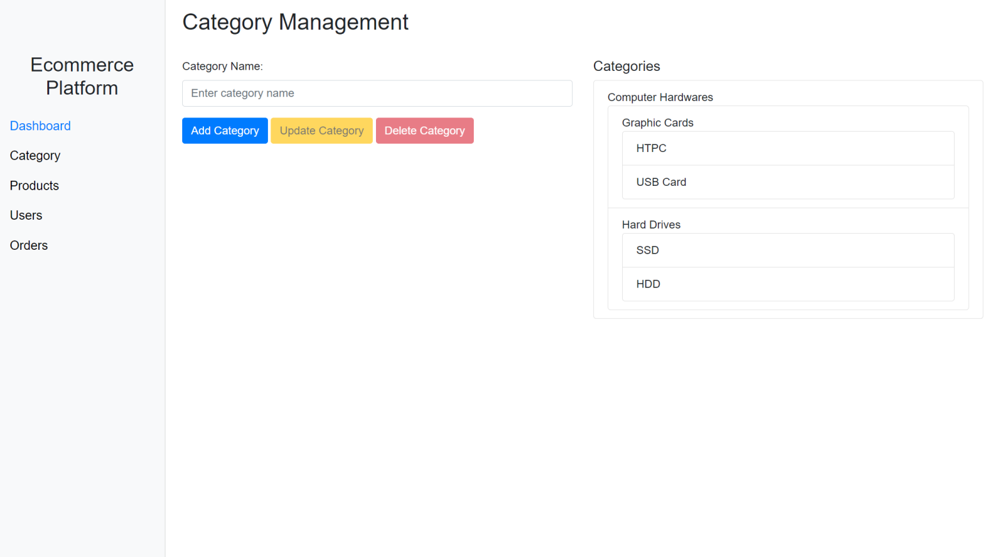 Ecommerce
Platform
Dashboard
Category
Products
Users
Orders
Category Management
Category Name:
Enter category name
Add Category
Update Category
Delete Category
Categories
Computer Hardwares
Graphic Cards
HTPC
USB Card
Hard Drives
SSD
HDD